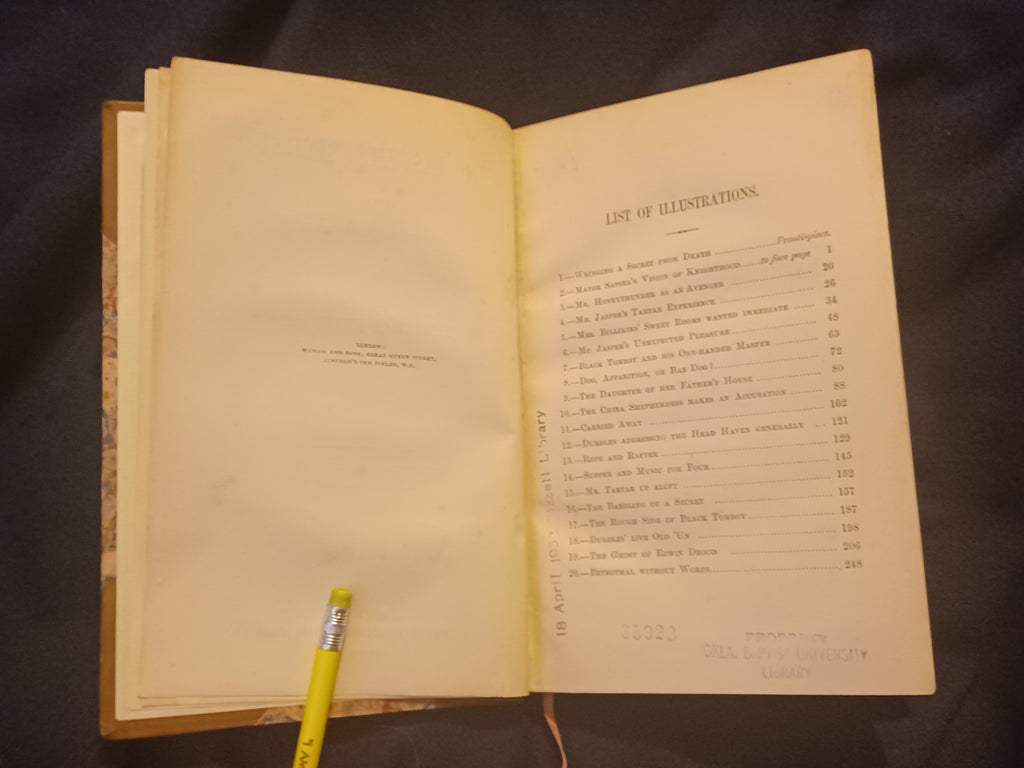 LONDON:
WYMAN AND SONS, GREAT QUEEN STREET,
LINCOLN'S INN FIELDS, W.C.
LIST OF ILLUSTRATIONS.
Frontispiece.
1.—WRINGING A SECRET FROM DEATH
2.—MAYOR SAPSEA'S VISION OF KNIGHTHOOD to face page 1
3.—MR. HONEYTHUNDER AS AN AVENGER 20
4.—MR. JASPER'S TARTAR EXPERIENCE 26
5.—MRS. BILLIKINS' SWEET ROOMS WANTED IMMEDIATE 34
6.—MR. JASPER'S UNEXPECTED PLEASURE 48
7.—BLACK TOMBOY AND HIS ONE-HANDED MASTER 65
8.—DOG, APPARITION, OR BAN DOG? 72
9.—THE DAUGHTER OF HER FATHER'S HOUSE 80
10.—THE CHINA SHEPHERDESS MAKES AN ACCUSATION 88
11.—CARRIED AWAY 102
12.—DURDLES ADDRESSING THE HEAD HAVEN GENERALLY 121
13.—ROPE AND RAFTER 129
14.—SUPPER AND MUSIC FOR FOUR 145
15.—MR. TARTAR UP ALOFT 152
16.—THE BABBLING OF A SECRET 157
17.—THE ROUGH SIDE OF BLACK TOMBOY 187
18.—DURDLES' LIVE OLD 'UN 198
19.—THE GHOST OF EDWIN DROOD 206
20.—BETROTHAL WITHOUT WORDS 248
18 April Library
PROPERTY
OKLA. BAPTIST UNIVERSITY
LIBRARY